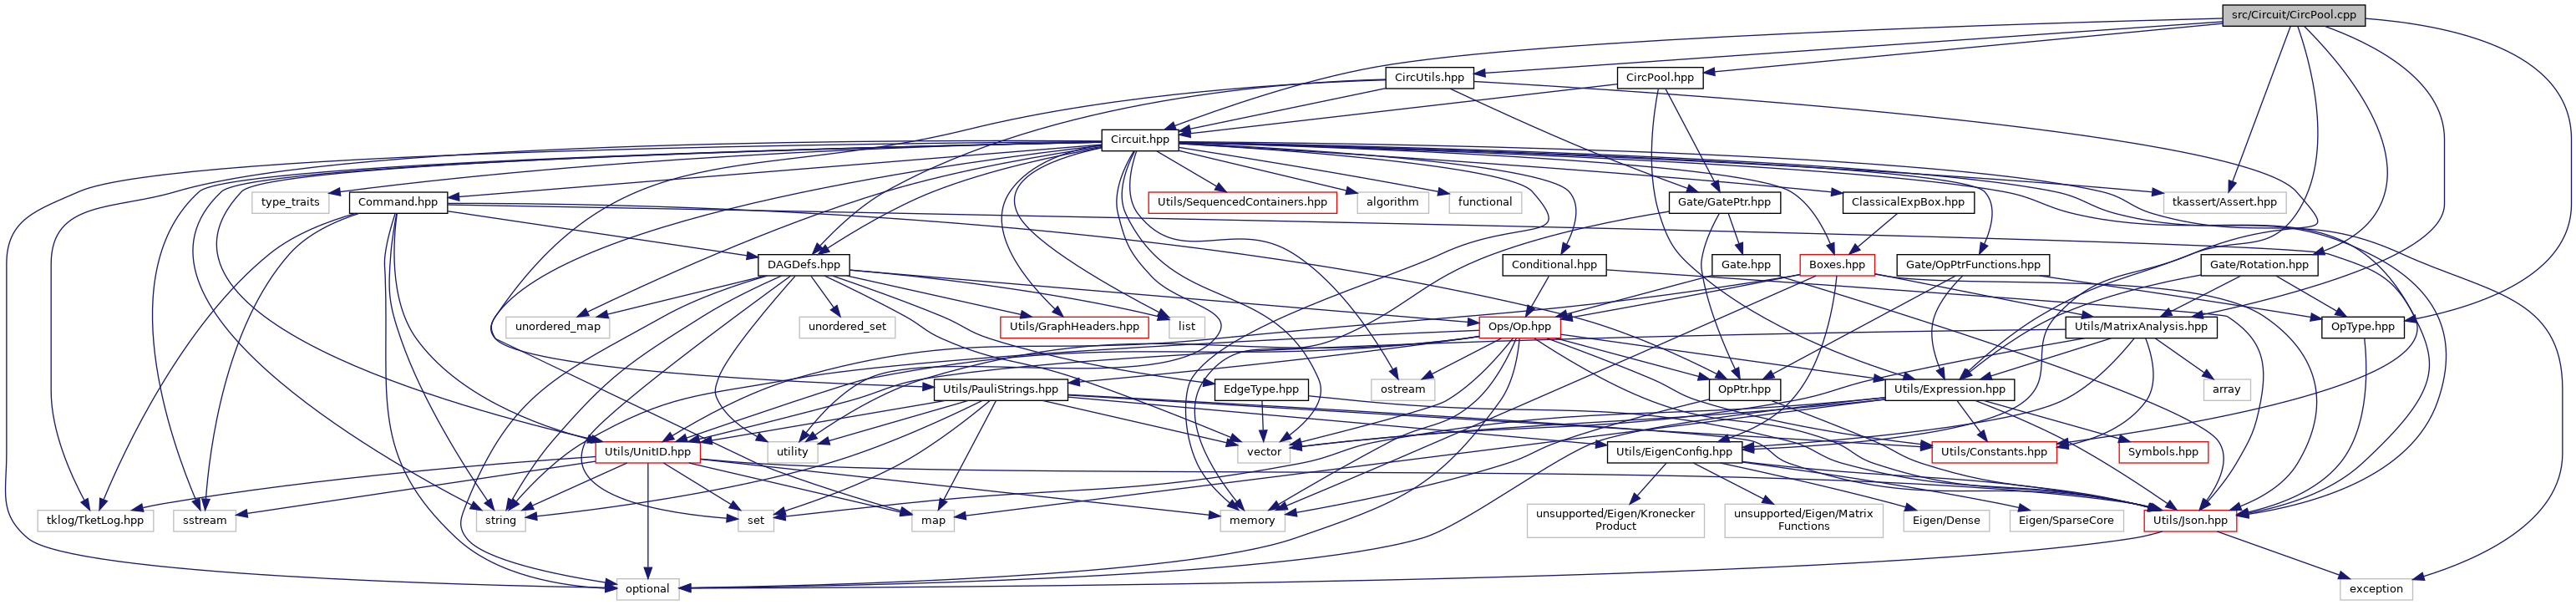 src/Circuit/CircPool.cpp
CircUtils.hpp
CircPool.hpp
Circuit.hpp
type_traits
Command.hpp
Utils/SequencedContainers.hpp
algorithm
functional
Gate/GatePtr.hpp
ClassicalExpBox.hpp
tkassert/Assert.hpp
DAGDefs.hpp
Conditional.hpp
Gate.hpp
Boxes.hpp
Gate/OpPtrFunctions.hpp
Gate/Rotation.hpp
unordered_map
unordered_set
Utils/GraphHeaders.hpp
list
Ops/Op.hpp
Utils/MatrixAnalysis.hpp
OpType.hpp
Utils/PauliStrings.hpp
EdgeType.hpp
ostream
OpPtr.hpp
Utils/Expression.hpp
array
Utils/UnitID.hpp
utility
vector
Utils/EigenConfig.hpp
Utils/Constants.hpp
Symbols.hpp
tklog/TketLog.hpp
sstream
string
set
map
memory
unsupported/Eigen/Kronecker
Product
unsupported/Eigen/Matrix
Functions
Eigen/Dense
Eigen/SparseCore
Utils/Json.hpp
optional
exception